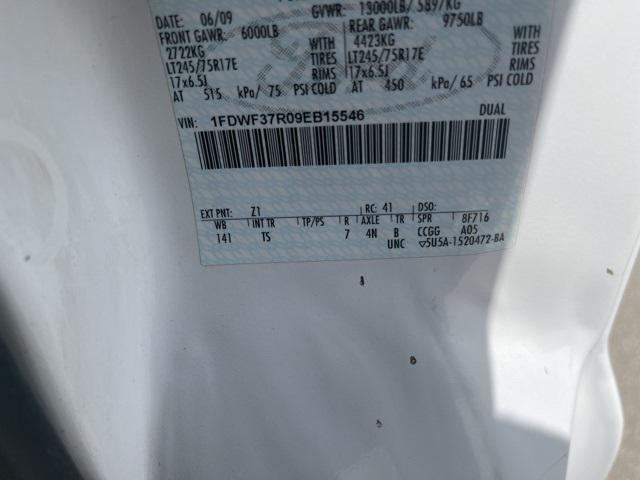 DATE: 06/09 GVWR: 13000LB/ 5897KG
FRONT GAWR: 6000LB REAR GAWR: 9750LB
2722KG WITH 4423KG WITH
LT245/75R17E TIRES LT245/75R17E TIRES
17x6.5J RIMS 17x6.5J RIMS
AT 515 kPa/ 75 PSI COLD AT 450 kPa/ 65 PSI COLD
VIN: 1FDWF37R09EB15546 DUAL
EXT PNT: Z1 RC: 41 DSO:
WB INT TR TP/PS R AXLE TR SPR 8F716
141 TS 7 4N B CCGG A05
UNC ▽5U5A-1520472-BA